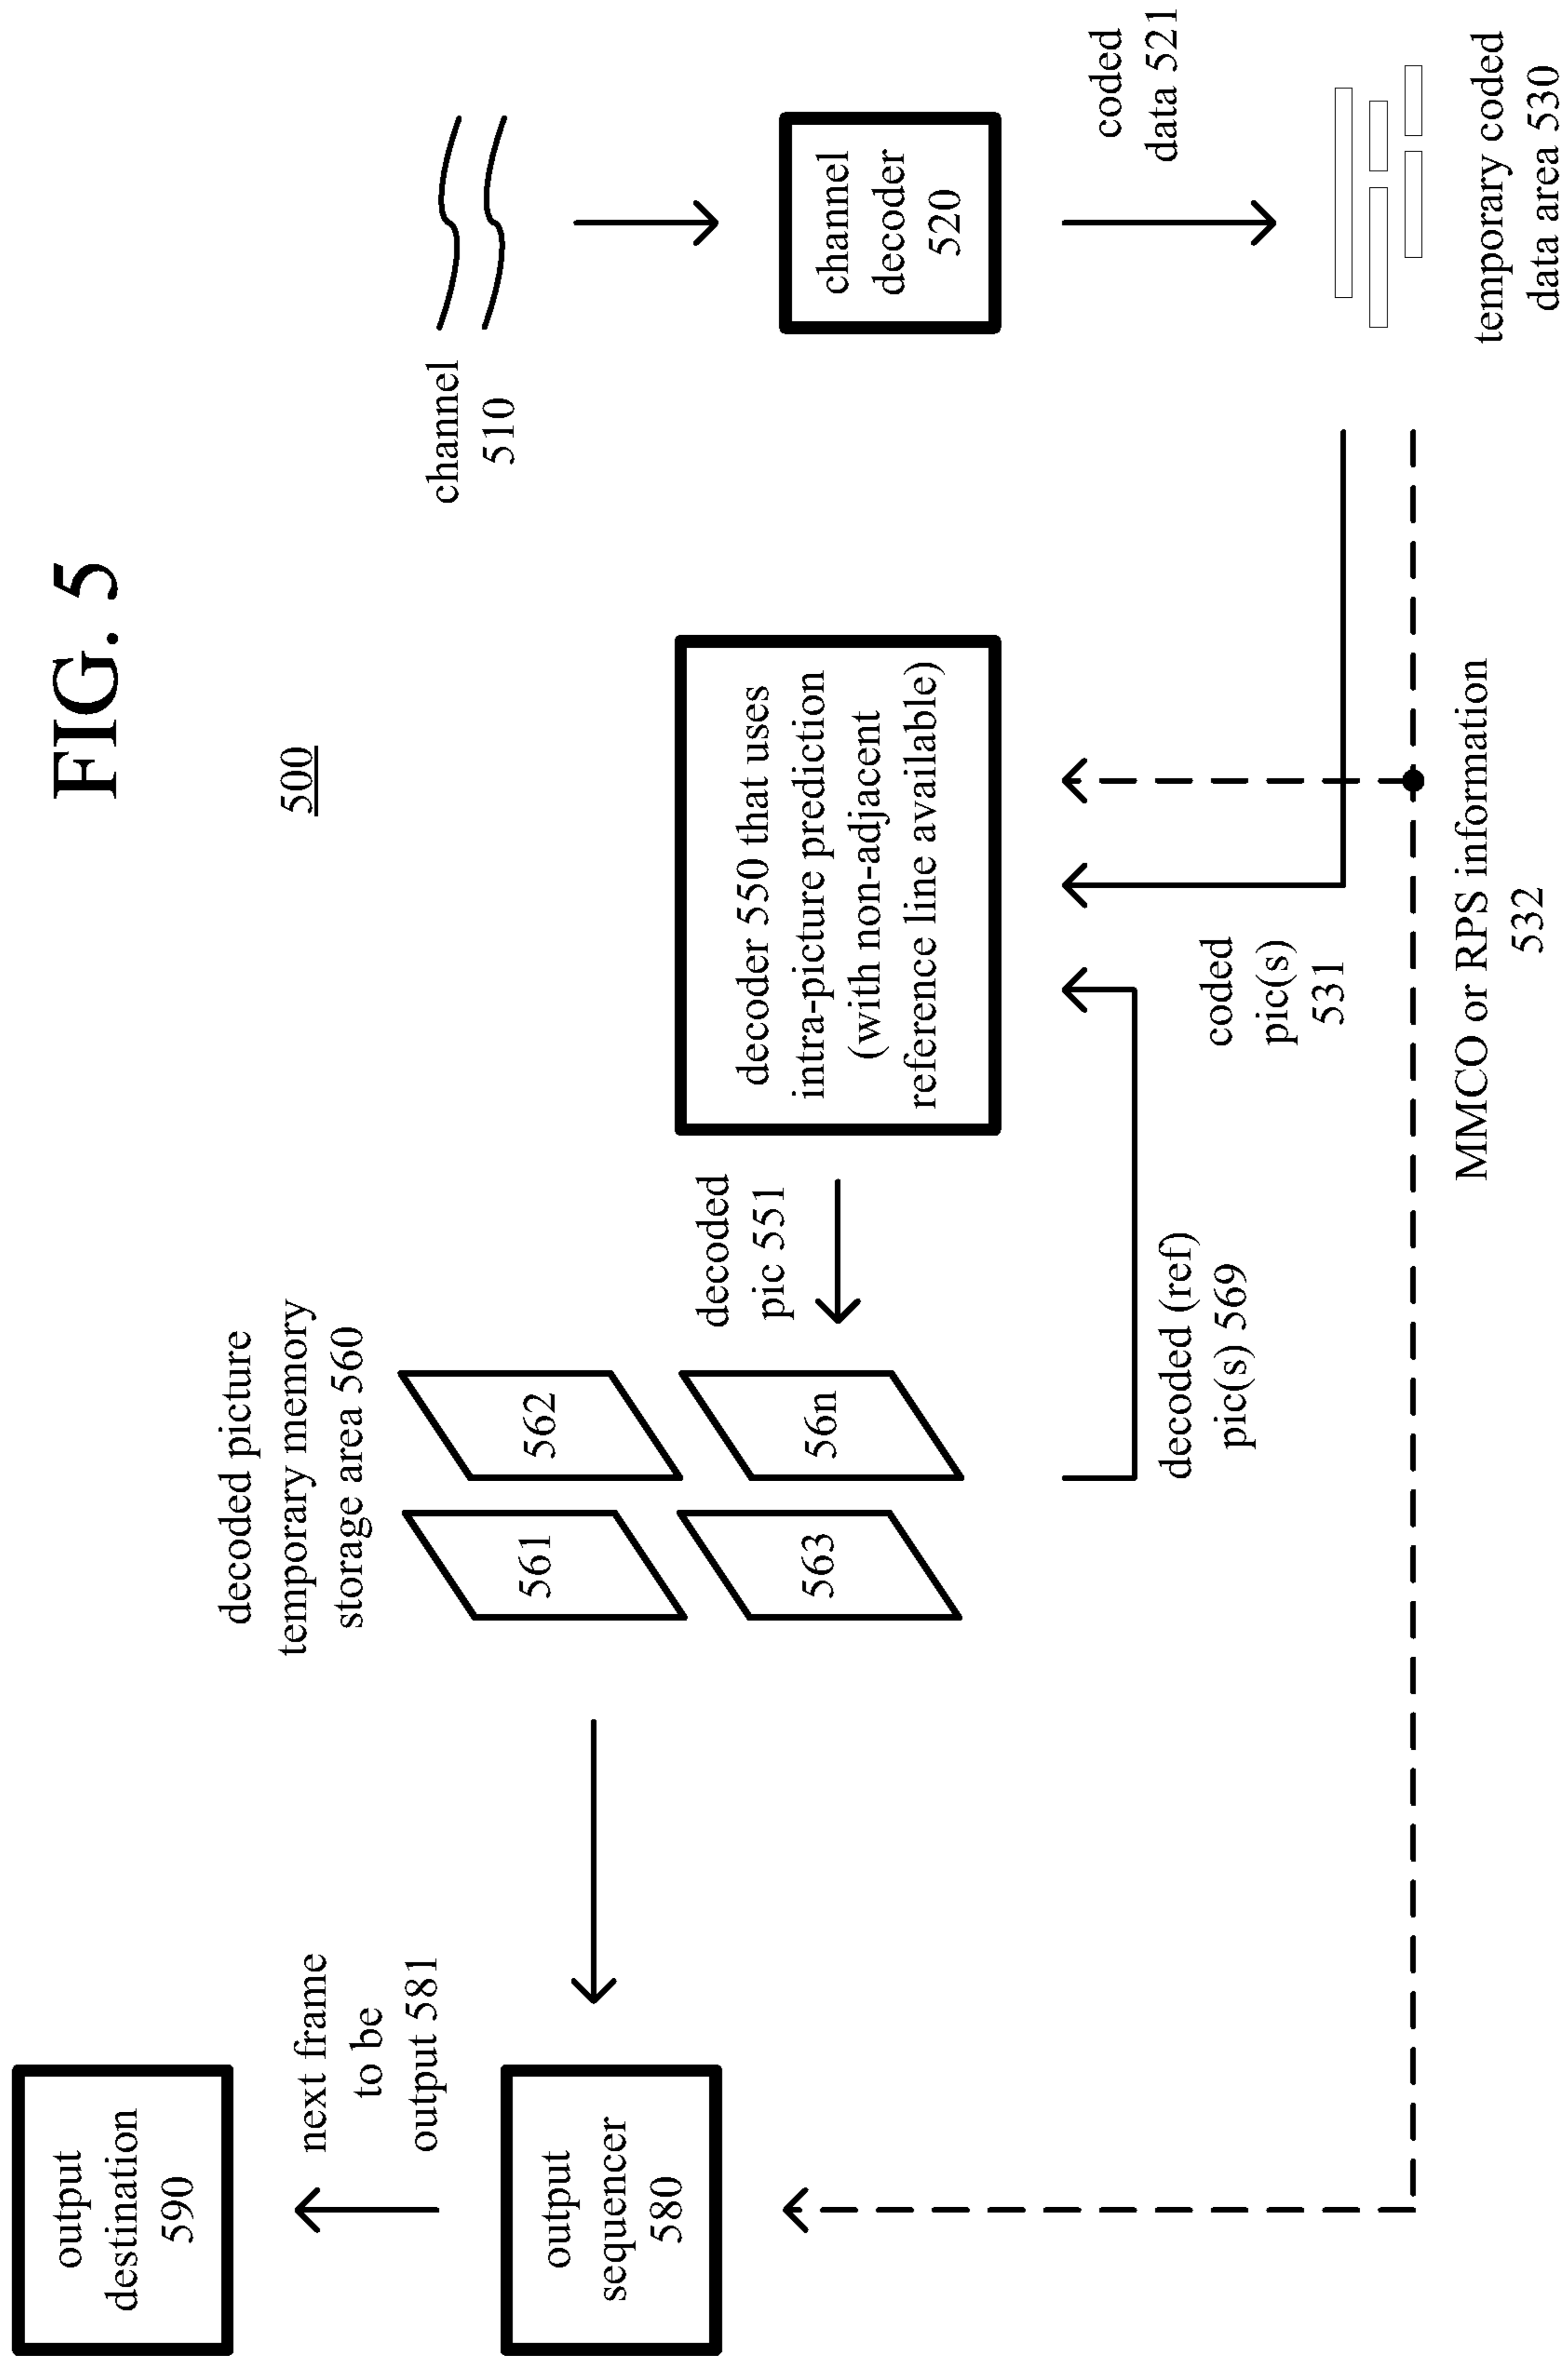 FIG. 5
500
output
destination
590
next frame
to be
output 581
output
sequencer
580
decoded picture
temporary memory
storage area 560
561
562
563
56n
decoded
pic 551
decoded (ref)
pic(s) 569
decoder 550 that uses
intra-picture prediction
(with non-adjacent
reference line available)
coded
pic(s)
531
MMCO or RPS information
532
channel
510
channel
decoder
520
coded
data 521
temporary coded
data area 530